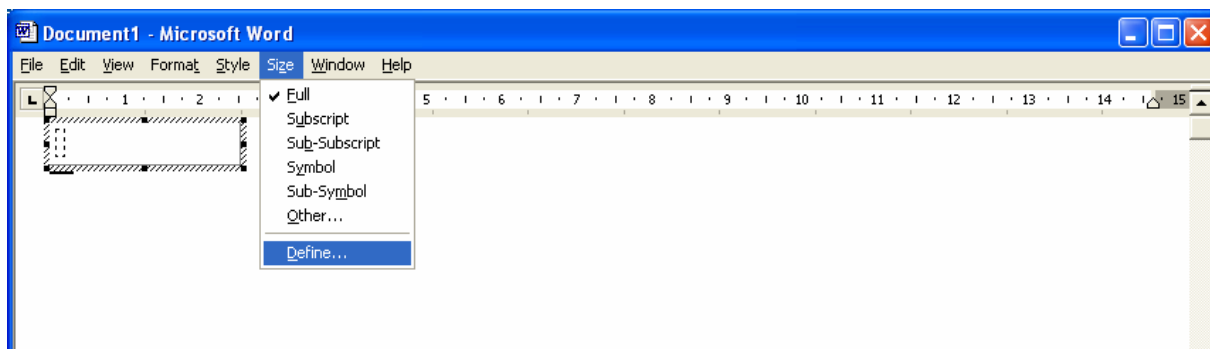 Document1 - Microsoft Word
File Edit View Format Style Size Window Help
L 1 2 5 6 7 8 9 10 11 12 13 14 15
Full
Subscript
Sub-Subscript
Symbol
Sub-Symbol
Other...
Define...